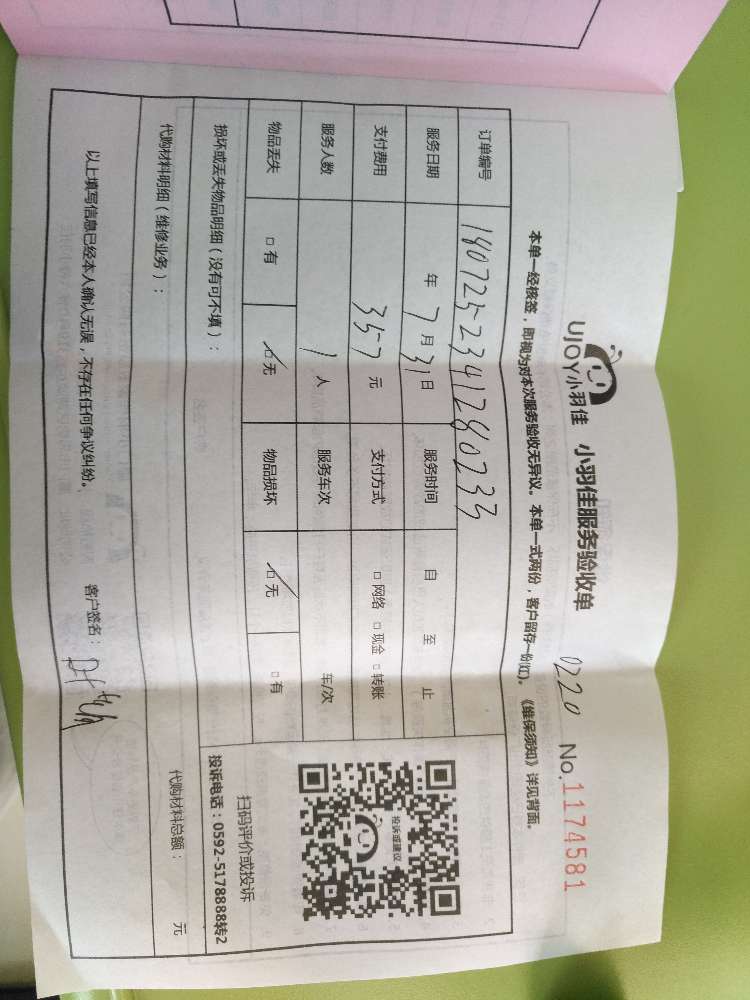 UJOY小羽佳 小羽佳服务验收单 0220 No.1174581
本单一经核签，即视为对本次服务验收无异议。本单一式两份，客户留存一份(红)。《维保须知》详见背面。
订单编号 1907252341280233
服务日期 年 7 月 31 日 服务时间 自 至 止
支付费用 357 元 支付方式 □ 网络 □ 现金 □ 转账
服务人数 1 人 服务车次 车/次
物品丢失 □ 有 □ 无 物品损坏 □ 无 □ 有
投诉或建议
扫码评价或投诉
投诉电话：0592-5178888转2
损坏或丢失物品明细（没有可不填）：
代购材料明细（维修业务）： 代购材料总额： 元
以上填写信息已经本人确认无误，不存在任何争议纠纷。 客户签名：